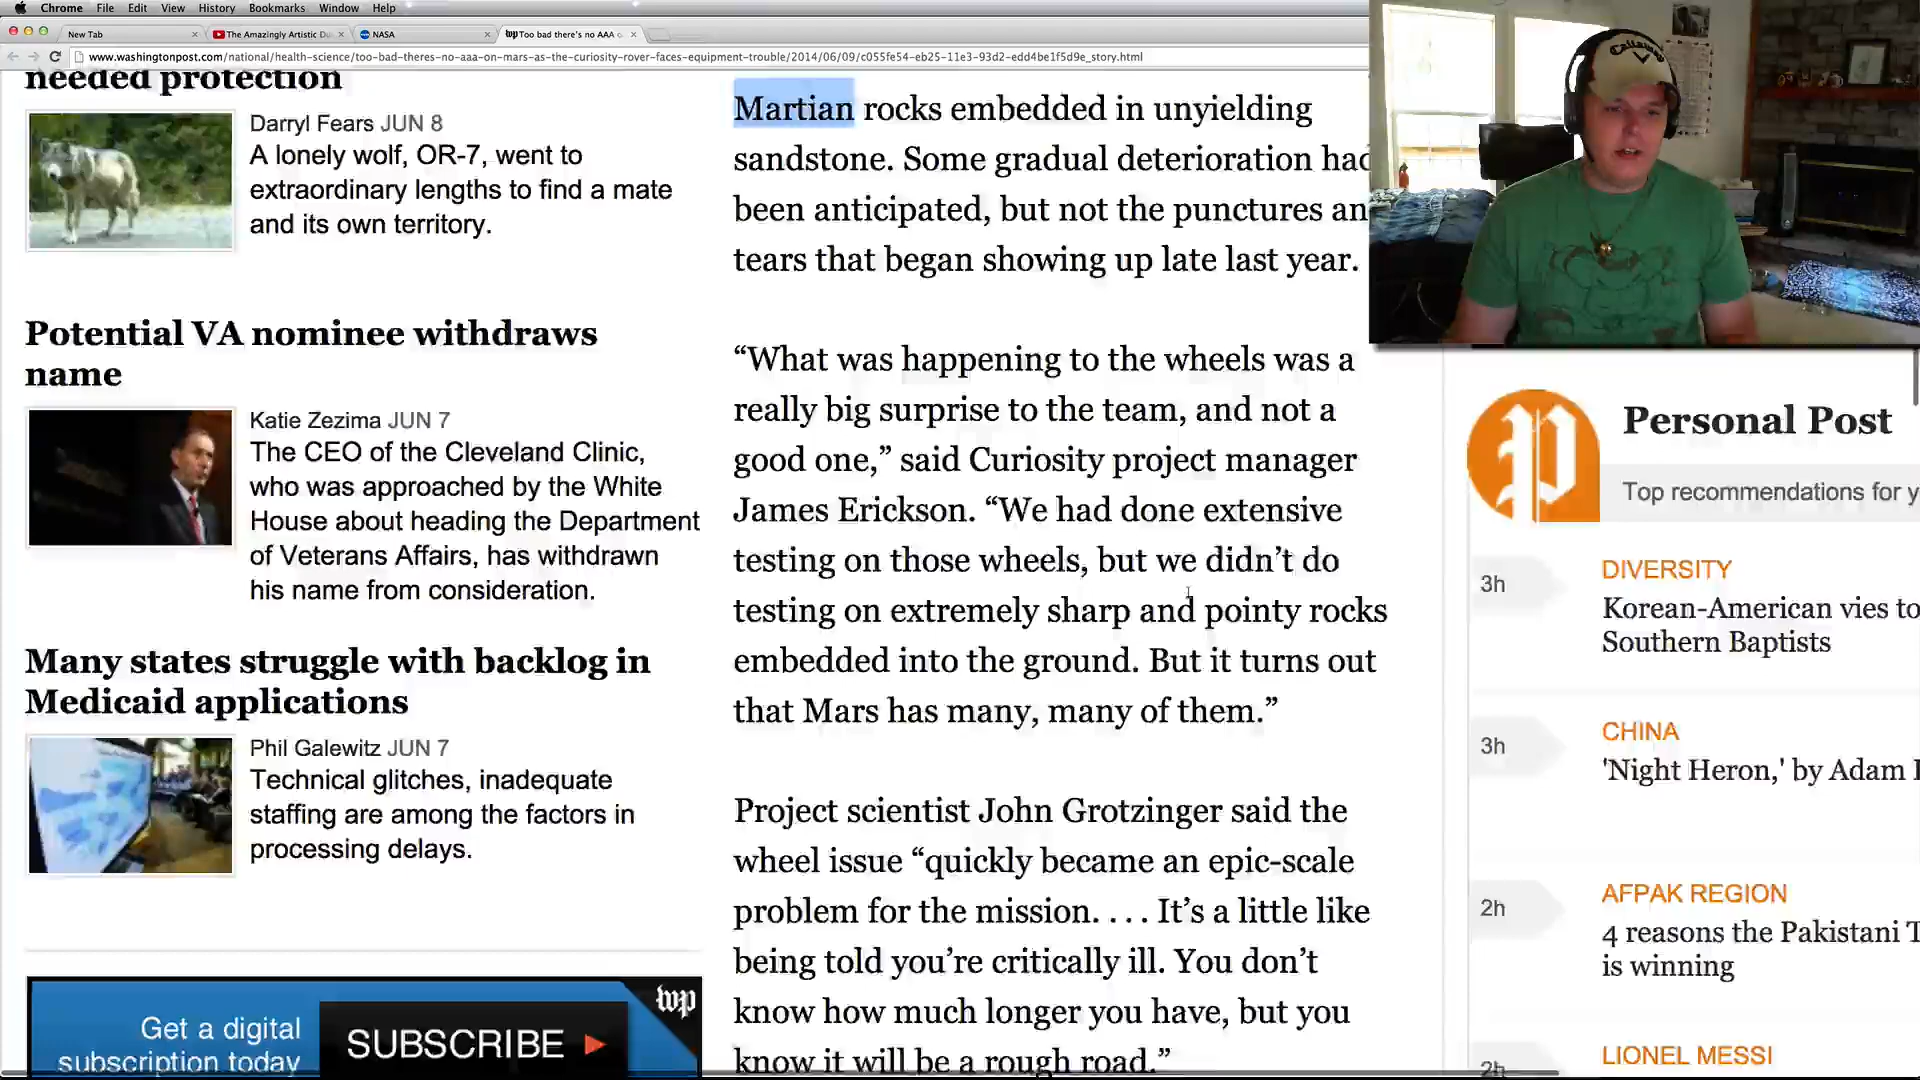 Chrome File Edit View History Bookmarks Window Help
New Tab
The Amazingly Artistic Du
NASA
Too bad there's no AAA o
www.washingtonpost.com/national/health-science/too-bad-theres-no-aaa-on-mars-as-the-curiosity-rover-faces-equipment-trouble/2014/06/09/c055fe54-eb25-11e3-93d2-edd4be1f5d9e_story.html
needed protection
Darryl Fears JUN 8
A lonely wolf, OR-7, went to
extraordinary lengths to find a mate
and its own territory.
Potential VA nominee withdraws
name
Katie Zezima JUN 7
The CEO of the Cleveland Clinic,
who was approached by the White
House about heading the Department
of Veterans Affairs, has withdrawn
his name from consideration.
Many states struggle with backlog in
Medicaid applications
Phil Galewitz JUN 7
Technical glitches, inadequate
staffing are among the factors in
processing delays.
wp
Get a digital
subscription today
SUBSCRIBE
Martian rocks embedded in unyielding
sandstone. Some gradual deterioration had
been anticipated, but not the punctures an
tears that began showing up late last year.
“What was happening to the wheels was a
really big surprise to the team, and not a
good one,” said Curiosity project manager
James Erickson. “We had done extensive
testing on those wheels, but we didn’t do
testing on extremely sharp and pointy rocks
embedded into the ground. But it turns out
that Mars has many, many of them.”
Project scientist John Grotzinger said the
wheel issue “quickly became an epic-scale
problem for the mission. . . . It’s a little like
being told you’re critically ill. You don’t
know how much longer you have, but you
know it will be a rough road.”
Callaway
P
Personal Post
Top recommendations for y
3h
DIVERSITY
Korean-American vies to
Southern Baptists
3h
CHINA
'Night Heron,' by Adam
2h
AFPAK REGION
4 reasons the Pakistani T
is winning
2h
LIONEL MESSI